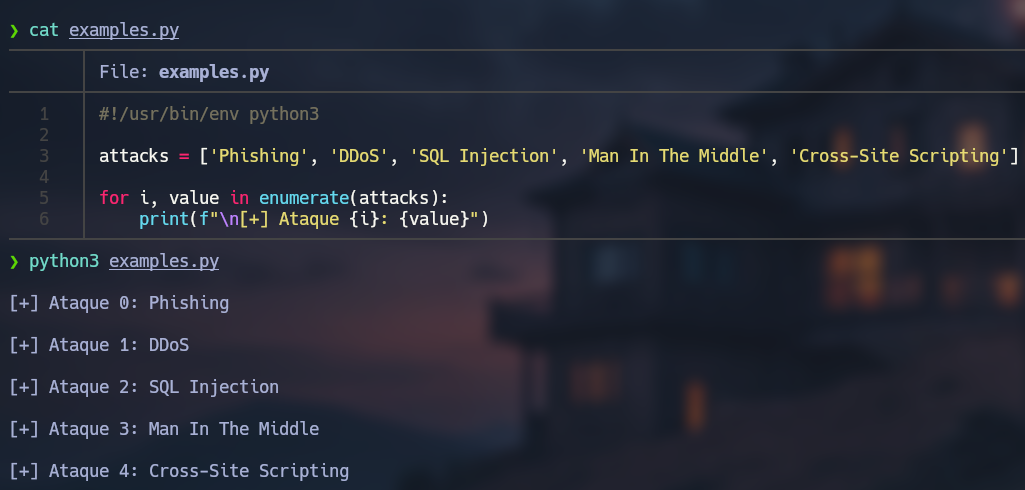 ❯ cat examples.py
File: examples.py
1 #!/usr/bin/env python3
2
3 attacks = ['Phishing', 'DDoS', 'SQL Injection', 'Man In The Middle', 'Cross-Site Scripting']
4
5 for i, value in enumerate(attacks):
6     print(f"\n[+] Ataque {i}: {value}")
❯ python3 examples.py
[+] Ataque 0: Phishing
[+] Ataque 1: DDoS
[+] Ataque 2: SQL Injection
[+] Ataque 3: Man In The Middle
[+] Ataque 4: Cross-Site Scripting